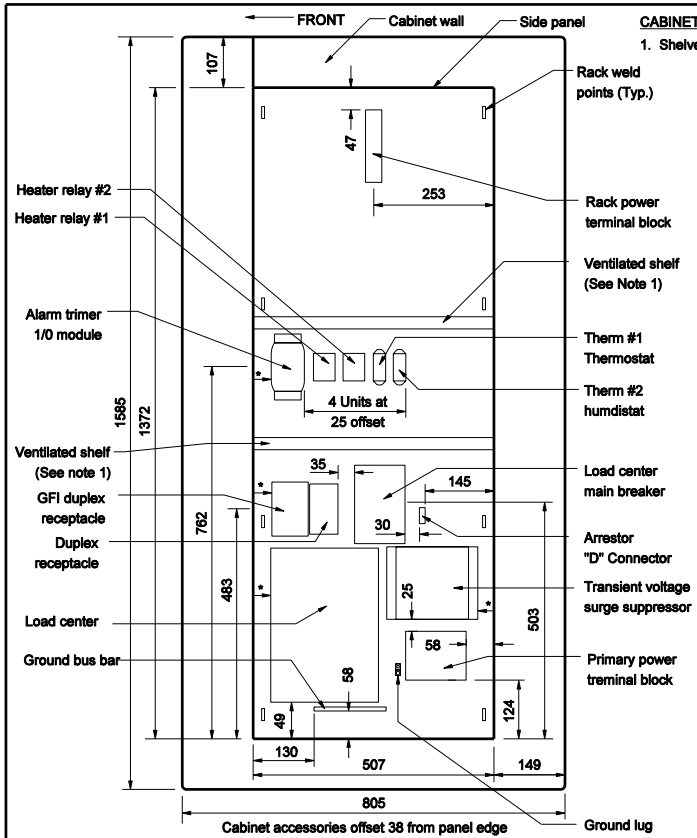 FRONT
Cabinet wall
Side panel
CABINET
1. Shelve
107
Rack weld
points (Typ.)
47
Heater relay #2
Heater relay #1
253
Rack power
terminal block
Ventilated shelf
(See Note 1)
Alarm trimer
1/0 module
*
Therm #1
Thermostat
Therm #2
humdistat
4 Units at
25 offset
1585
1372
762
483
Ventilated shelf
(See note 1)
35
GFI duplex
receptacle
*
Duplex
receptacle
145
Load center
main breaker
30
Arrestor
"D" Connector
*
25
*
Transient voltage
surge suppressor
503
Load center
Ground bus bar
58
58
Primary power
treminal block
49
124
130
507
149
805
Cabinet accessories offset 38 from panel edge
Ground lug